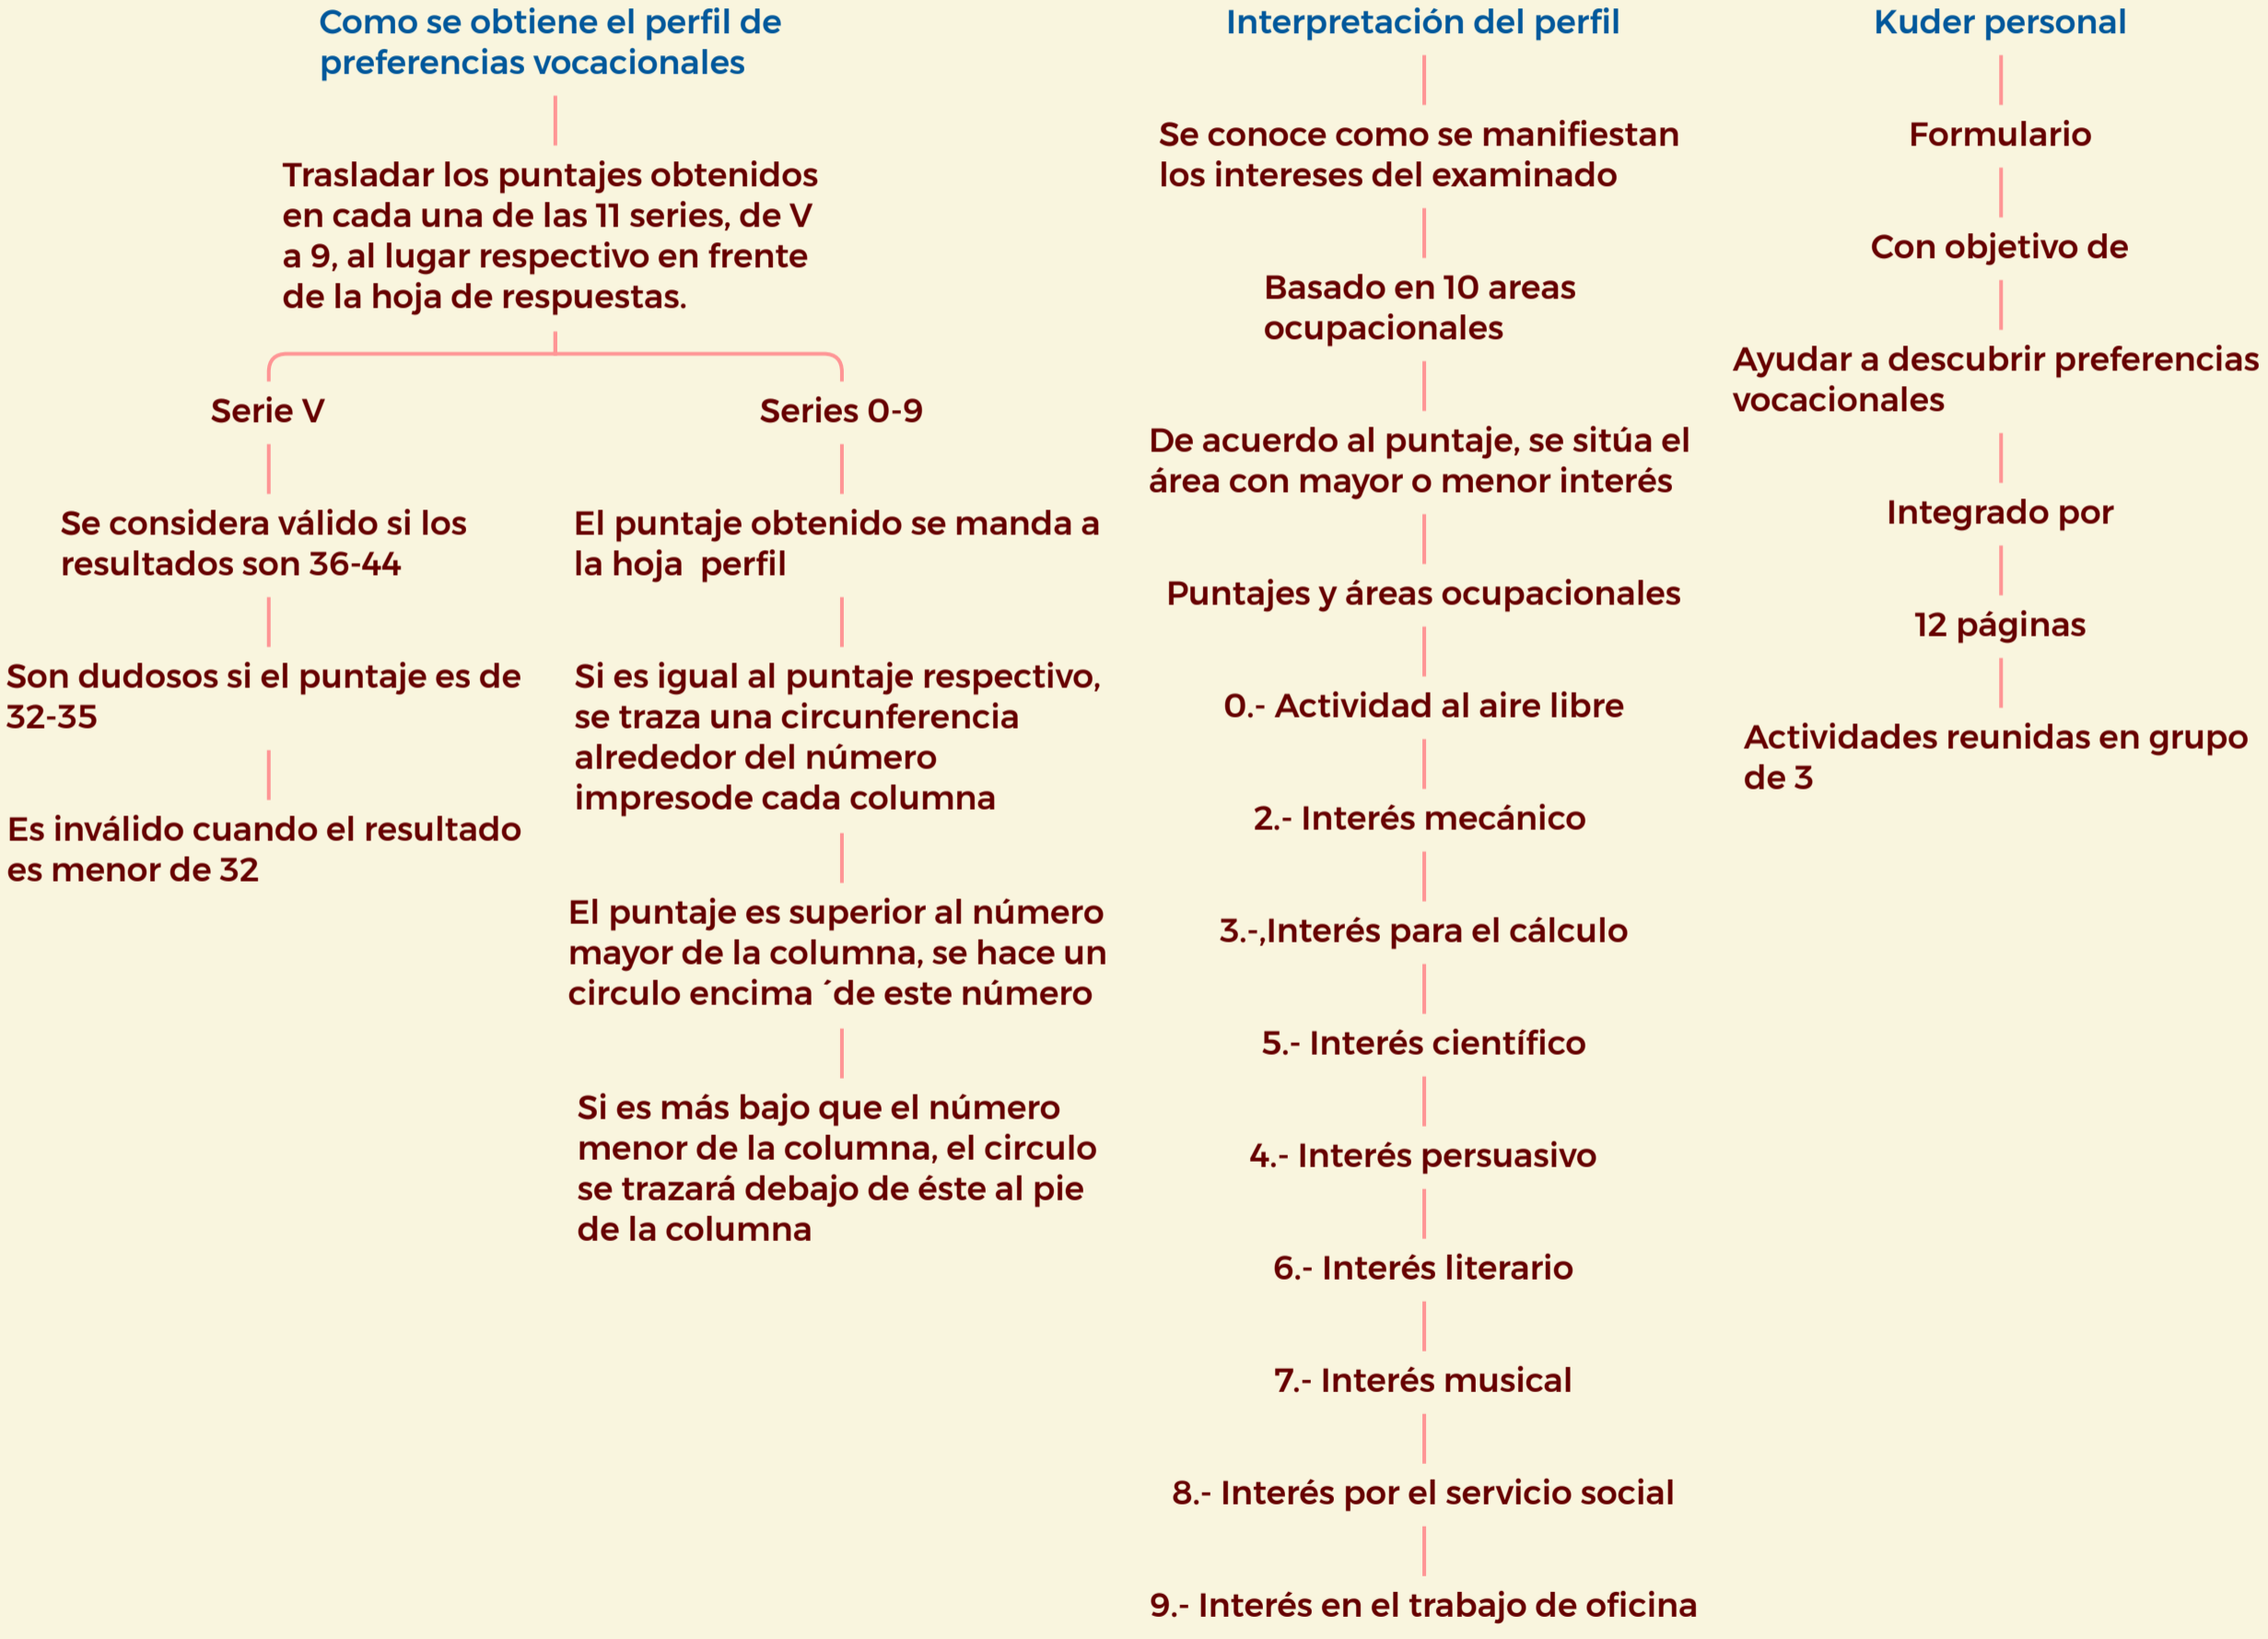 Como se obtiene el perfil de
preferencias vocacionales
Trasladar los puntajes obtenidos
en cada una de las 11 series, de V
a 9, al lugar respectivo en frente
de la hoja de respuestas.
Serie V
Se considera válido si los
resultados son 36-44
Son dudosos si el puntaje es de
32-35
Es inválido cuando el resultado
es menor de 32
Series 0-9
El puntaje obtenido se manda a
la hoja  perfil
Si es igual al puntaje respectivo,
se traza una circunferencia
alrededor del número
impresode cada columna
El puntaje es superior al número
mayor de la columna, se hace un
circulo encima ´de este número
Si es más bajo que el número
menor de la columna, el circulo
se trazará debajo de éste al pie
de la columna
Interpretación del perfil
Se conoce como se manifiestan
los intereses del examinado
Basado en 10 areas
ocupacionales
De acuerdo al puntaje, se sitúa el
área con mayor o menor interés
Puntajes y áreas ocupacionales
0.- Actividad al aire libre
2.- Interés mecánico
3.-,Interés para el cálculo
5.- Interés científico
4.- Interés persuasivo
6.- Interés literario
7.- Interés musical
8.- Interés por el servicio social
9.- Interés en el trabajo de oficina
Kuder personal
Formulario
Con objetivo de
Ayudar a descubrir preferencias
vocacionales
Integrado por
12 páginas
Actividades reunidas en grupo
de 3